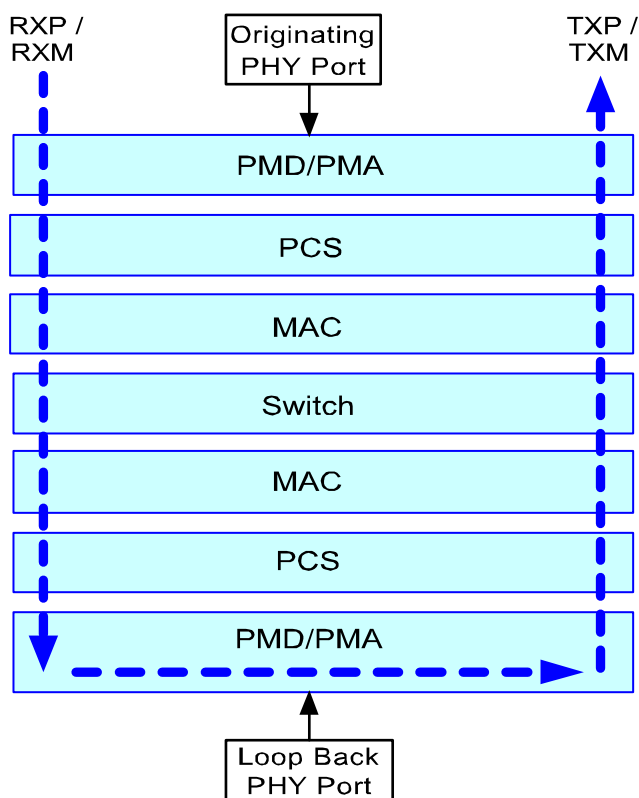 RXP /
RXM
Originating
PHY Port
TXP /
TXM
PMD/PMA
PCS
MAC
Switch
MAC
PCS
PMD/PMA
Loop Back
PHY Port